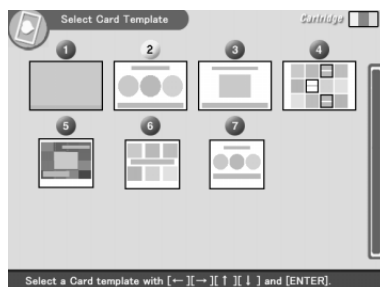 Select Card Template
Cartridge
1 2 3 4
5 6 7
Select a Card template with [←][→][↑][↓] and [ENTER].